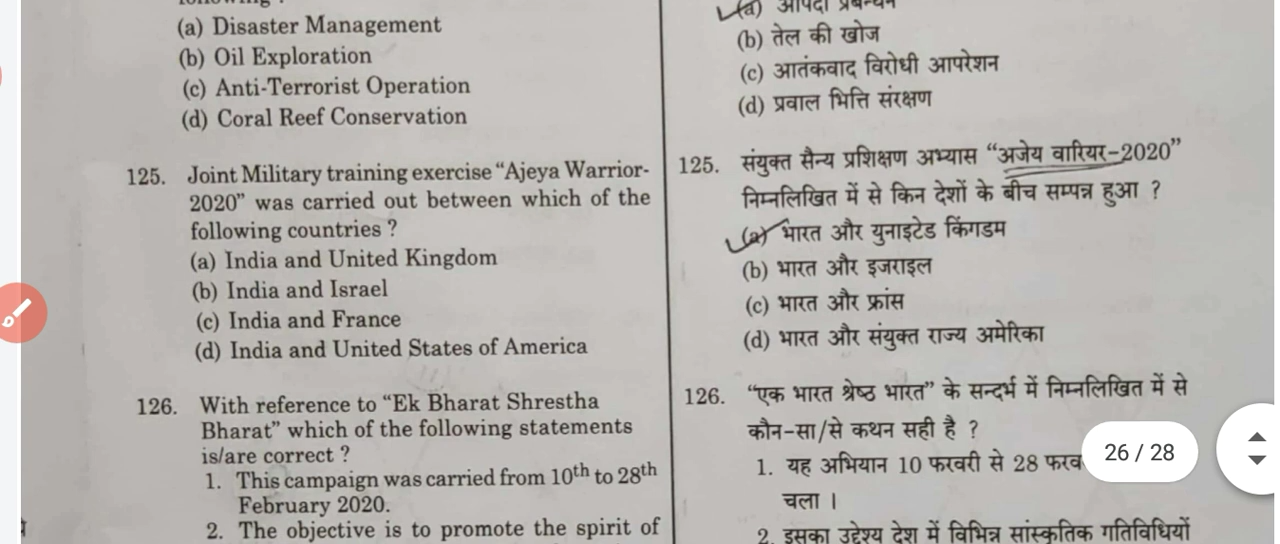 (a) Disaster Management
(b) Oil Exploration
(c) Anti-Terrorist Operation
(d) Coral Reef Conservation
125. Joint Military training exercise “Ajeya Warrior-
2020” was carried out between which of the
following countries ?
(a) India and United Kingdom
(b) India and Israel
(c) India and France
(d) India and United States of America
126. With reference to “Ek Bharat Shrestha
Bharat” which of the following statements
is/are correct ?
1. This campaign was carried from 10th to 28th
February 2020.
2. The objective is to promote the spirit of
(a) आपदा प्रबन्धन
(b) तेल की खोज
(c) आतंकवाद विरोधी आपरेशन
(d) प्रवाल भित्ति संरक्षण
125. संयुक्त सैन्य प्रशिक्षण अभ्यास “अजेय वारियर-2020”
निम्नलिखित में से किन देशों के बीच सम्पन्न हुआ ?
(a) भारत और युनाइटेड किंगडम
(b) भारत और इजराइल
(c) भारत और फ्रांस
(d) भारत और संयुक्त राज्य अमेरिका
126. “एक भारत श्रेष्ठ भारत” के सन्दर्भ में निम्नलिखित में से
कौन-सा/से कथन सही है ?
1. यह अभियान 10 फरवरी से 28 फरव
चला ।
2. इसका उद्देश्य देश में विभिन्न सांस्कृतिक गतिविधियों
26 / 28